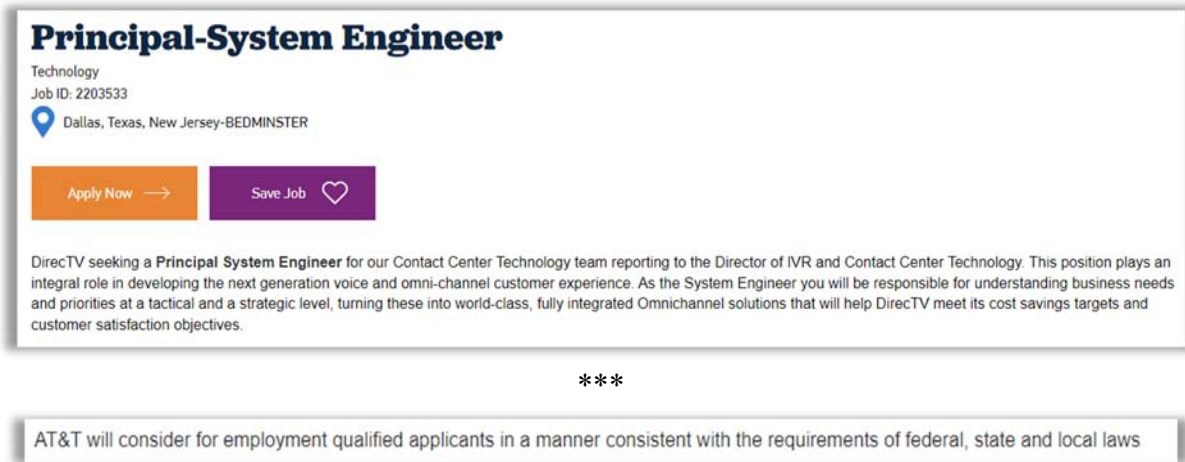 Principal-System Engineer
Technology
Job ID: 2203533
Dallas, Texas, New Jersey-BEDMINSTER
Apply Now Save Job
DirecTV seeking a Principal System Engineer for our Contact Center Technology team reporting to the Director of IVR and Contact Center Technology. This position plays an
integral role in developing the next generation voice and omni-channel customer experience. As the System Engineer you will be responsible for understanding business needs
and priorities at a tactical and a strategic level, turning these into world-class, fully integrated Omnichannel solutions that will help DirecTV meet its cost savings targets and
customer satisfaction objectives.
***
AT&T will consider for employment qualified applicants in a manner consistent with the requirements of federal, state and local laws